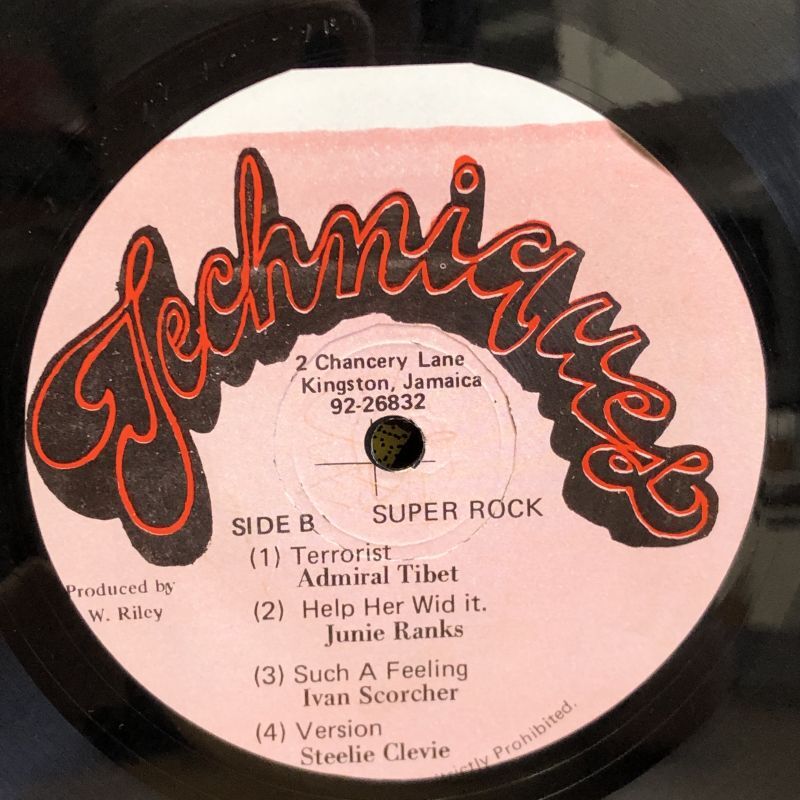 Techniques
2 Chancery Lane
Kingston, Jamaica
92-26832
SIDE B SUPER ROCK
(1) Terrorist
Admiral Tibet
(2) Help Her Wid it.
Junie Ranks
(3) Such A Feeling
Ivan Scorcher
(4) Version
Steelie Clevie
Produced by
W. Riley
Prohibited.